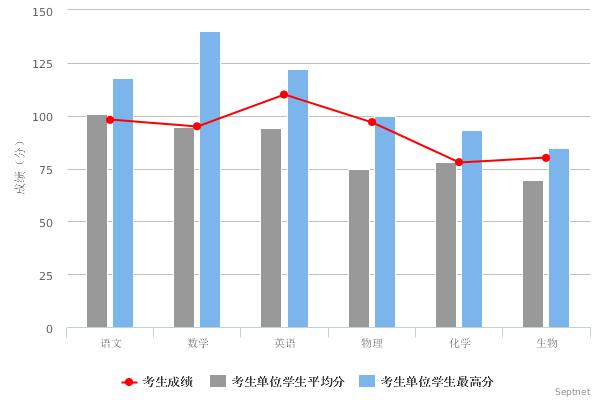 150
125
100
75
50
25
0
成绩（分）
语文 数学 英语 物理 化学 生物
考生成绩 考生单位学生平均分 考生单位学生最高分
Septnet